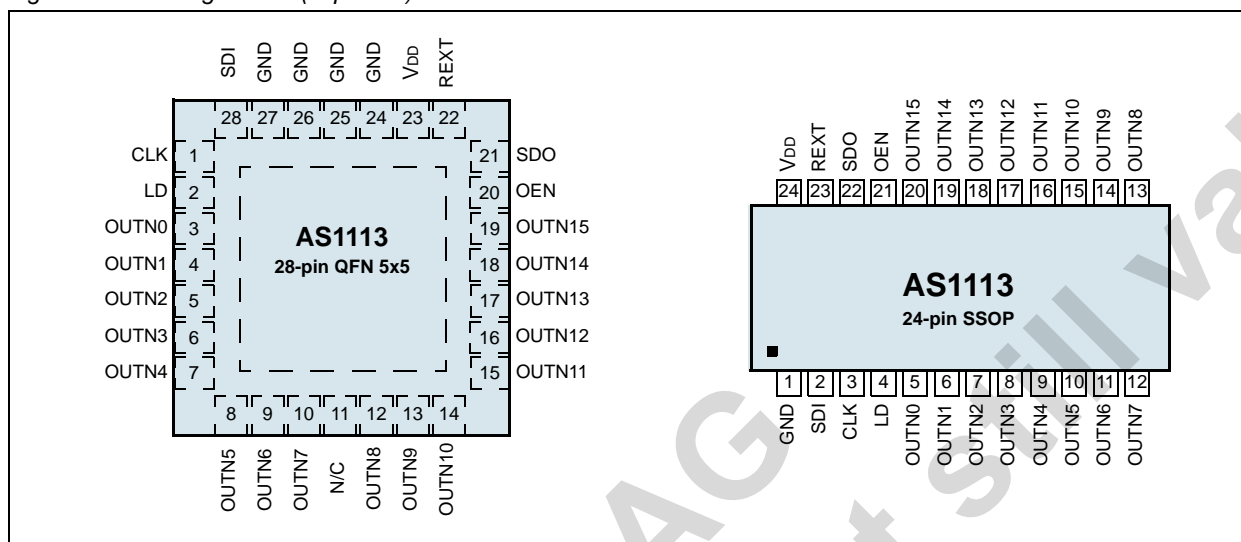 SDI GND GND GND GND VDD REXT
28 27 26 25 24 23 22
CLK 1
LD 2
OUTN0 3
OUTN1 4
OUTN2 5
OUTN3 6
OUTN4 7
AS1113
28-pin QFN 5x5
21 SDO
20 OEN
19 OUTN15
18 OUTN14
17 OUTN13
16 OUTN12
15 OUTN11
8 9 10 11 12 13 14
OUTN5 OUTN6 OUTN7 N/C OUTN8 OUTN9 OUTN10
VDD REXT SDO OEN OUTN15 OUTN14 OUTN13 OUTN12 OUTN11 OUTN10 OUTN9 OUTN8
24 23 22 21 20 19 18 17 16 15 14 13
AS1113
24-pin SSOP
1 2 3 4 5 6 7 8 9 10 11 12
GND SDI CLK LD OUTN0 OUTN1 OUTN2 OUTN3 OUTN4 OUTN5 OUTN6 OUTN7
AG
still